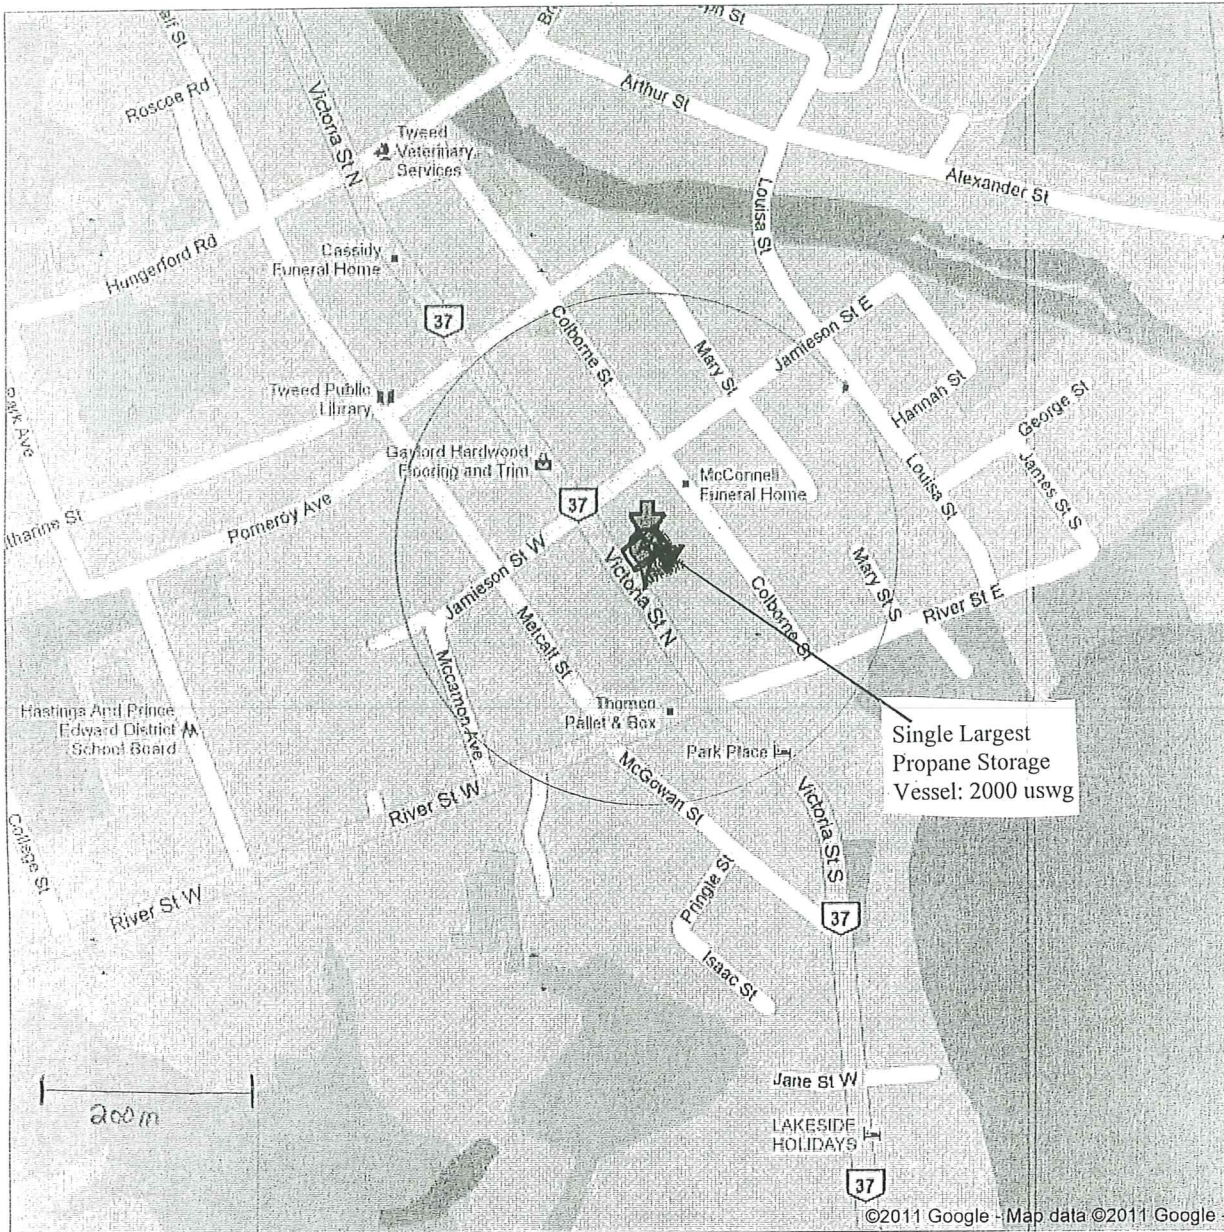 Roscoe Rd
Victoria St N
Arthur St
Tweed
Veterinary
Services
Louisa St
Alexander St
Hungerford Rd
Cassidy
Funeral Home
37
Colborne St
Mary St
Jamieson St E
Tweed Public
Library
Hannah St
George St
Park Ave
Gaylord Hardwood
Flooring and Trim
37
McConnell
Funeral Home
Louisa St
James St S
Pomeroy Ave
Jamieson St W
Victoria St N
Colborne St
Mary St S
River St E
Metcalf St
Mccamon Ave
Hastings And Prince
Edward District
School Board
Thomco
Pallet & Box
Park Place
Single Largest
Propane Storage
Vessel: 2000 uswg
McGowan St
Victoria St S
River St W
College St
River St W
Pringle St
37
Isaac St
Jane St W
200m
LAKESIDE
HOLIDAYS
37
©2011 Google - Map data ©2011 Google -